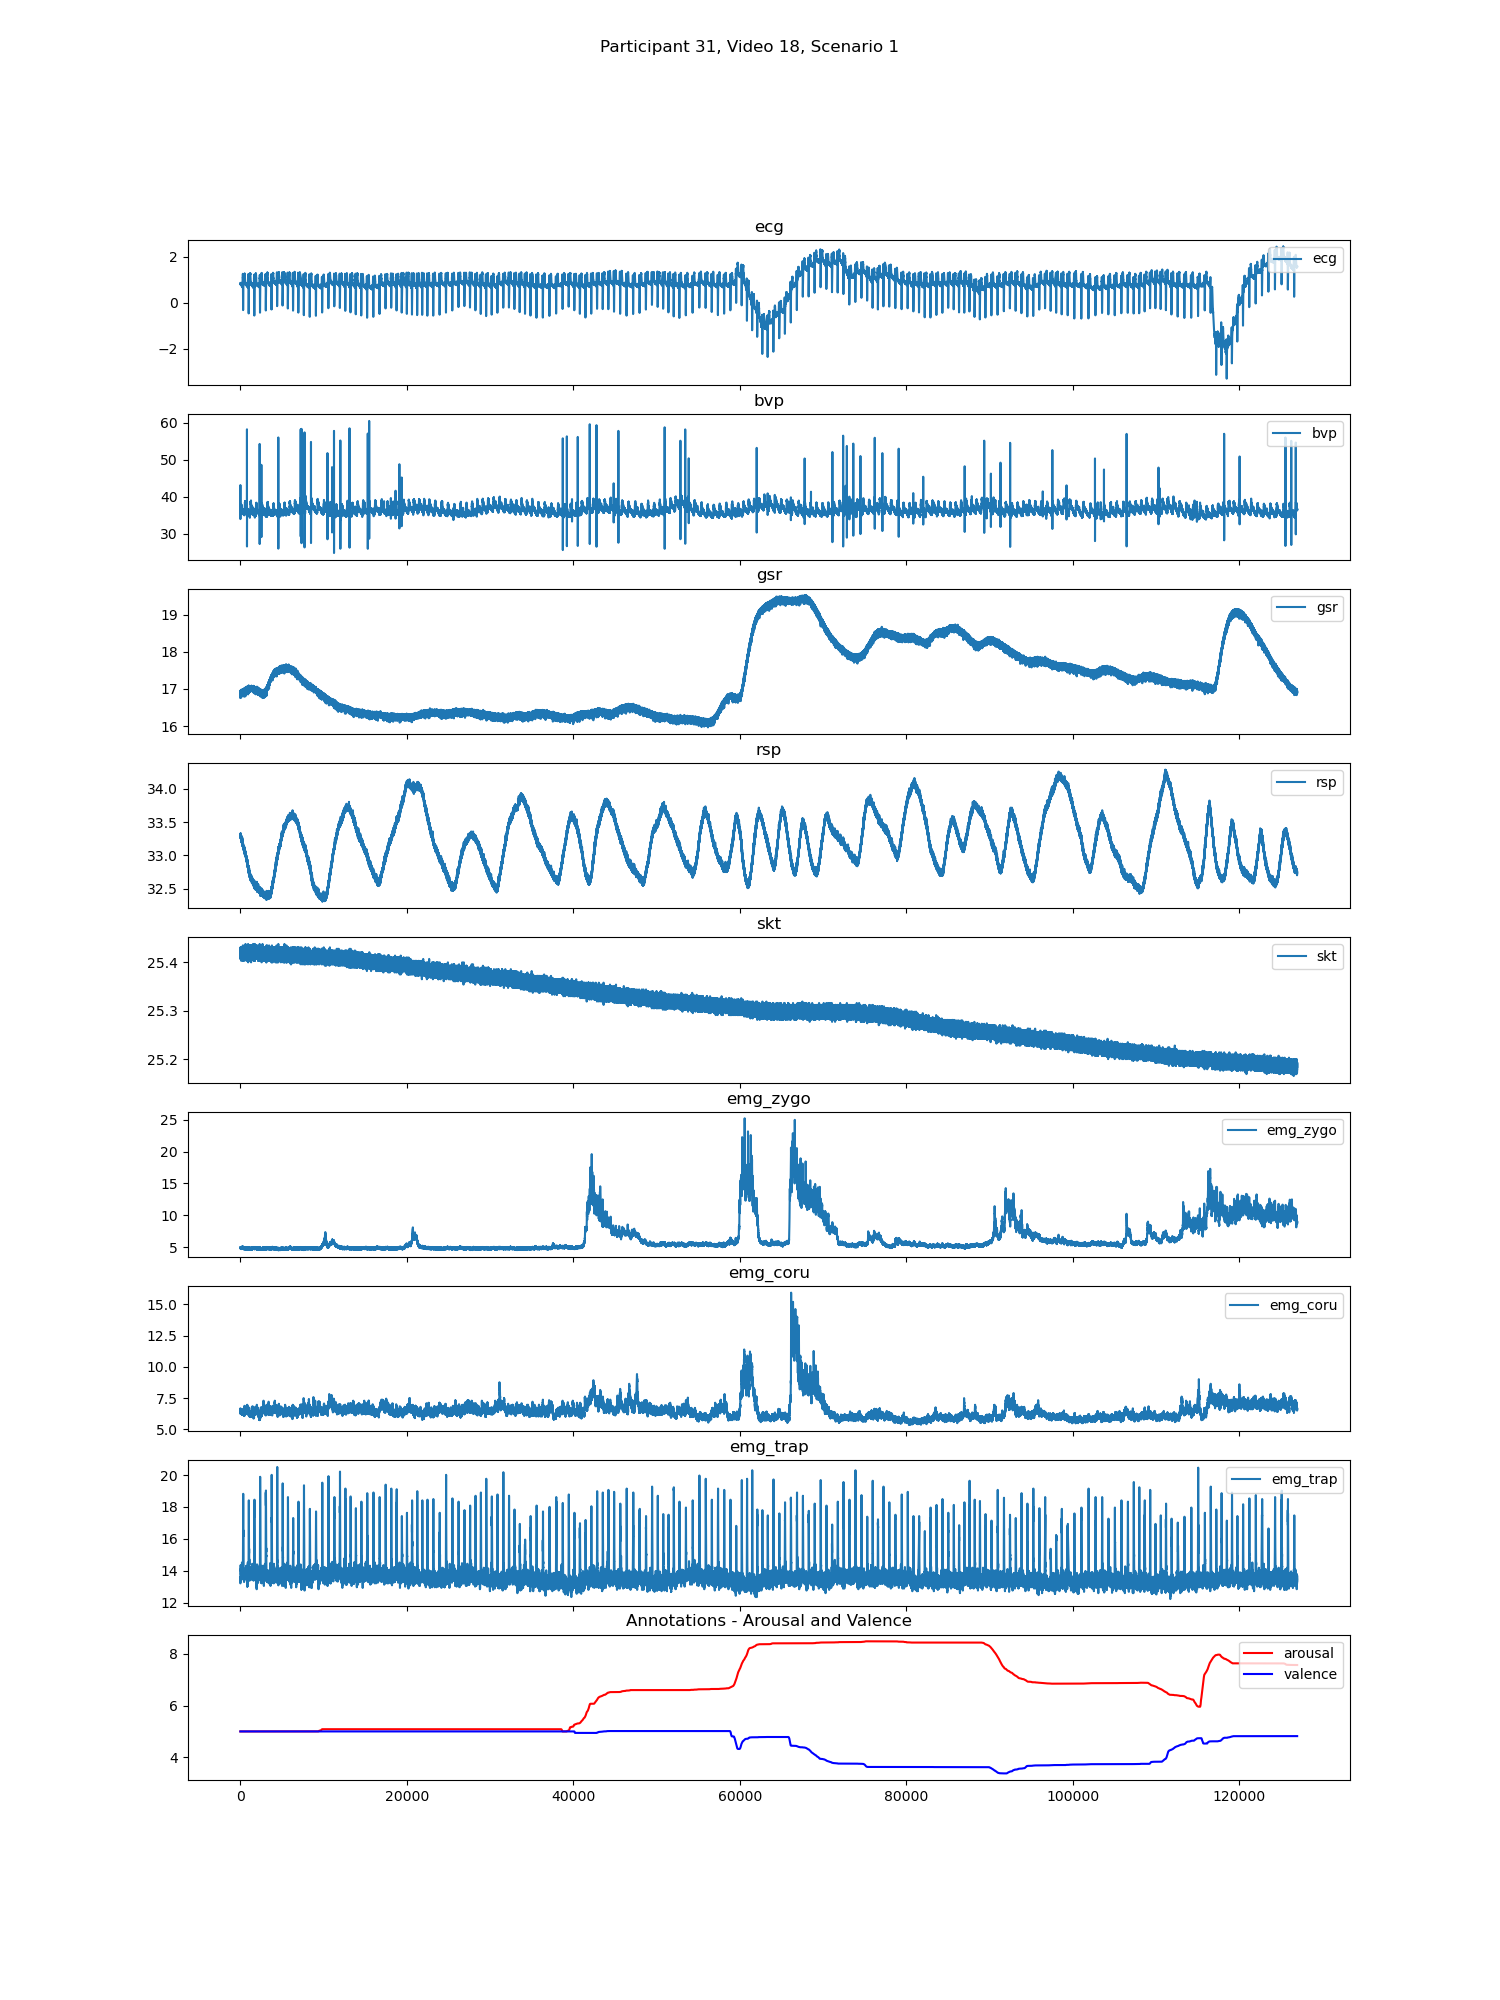 Participant 31, Video 18, Scenario 1
ecg
2
0
−2
ecg
bvp
60
50
40
30
bvp
gsr
19
18
17
16
gsr
rsp
34.0
33.5
33.0
32.5
rsp
skt
25.4
25.3
25.2
skt
emg_zygo
25
20
15
10
5
emg_zygo
emg_coru
15.0
12.5
10.0
7.5
5.0
emg_coru
emg_trap
20
18
16
14
12
emg_trap
Annotations - Arousal and Valence
8
6
4
arousal
valence
0 20000 40000 60000 80000 100000 120000